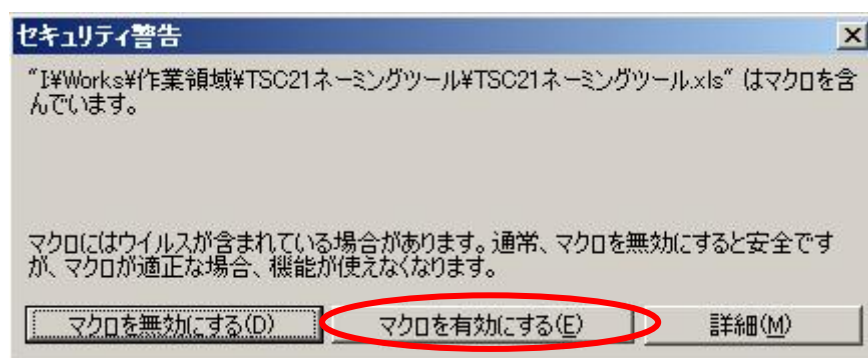 セキュリティ警告
"I¥Works¥作業領域¥TSC21ネーミングツール¥TSC21ネーミングツール.xls" はマクロを含
んでいます。
マクロにはウイルスが含まれている場合があります。通常、マクロを無効にすると安全です
が、マクロが適正な場合、機能が使えなくなります。
マクロを無効にする(D) マクロを有効にする(E) 詳細(M)